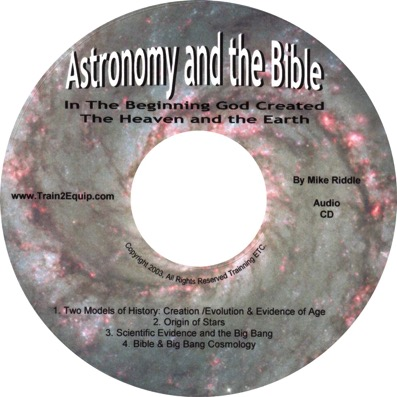 Astronomy and the Bible
In The Beginning God Created
The Heaven and the Earth
By Mike Riddle
www.Train2Equip.com
Audio
CD
Copyright 2003, All Rights Reserved Trainning ETC.
1. Two Models of History: Creation /Evolution & Evidence of Age
2. Origin of Stars
3. Scientific Evidence and the Big Bang
4 Bible & Big Bang Cosmology